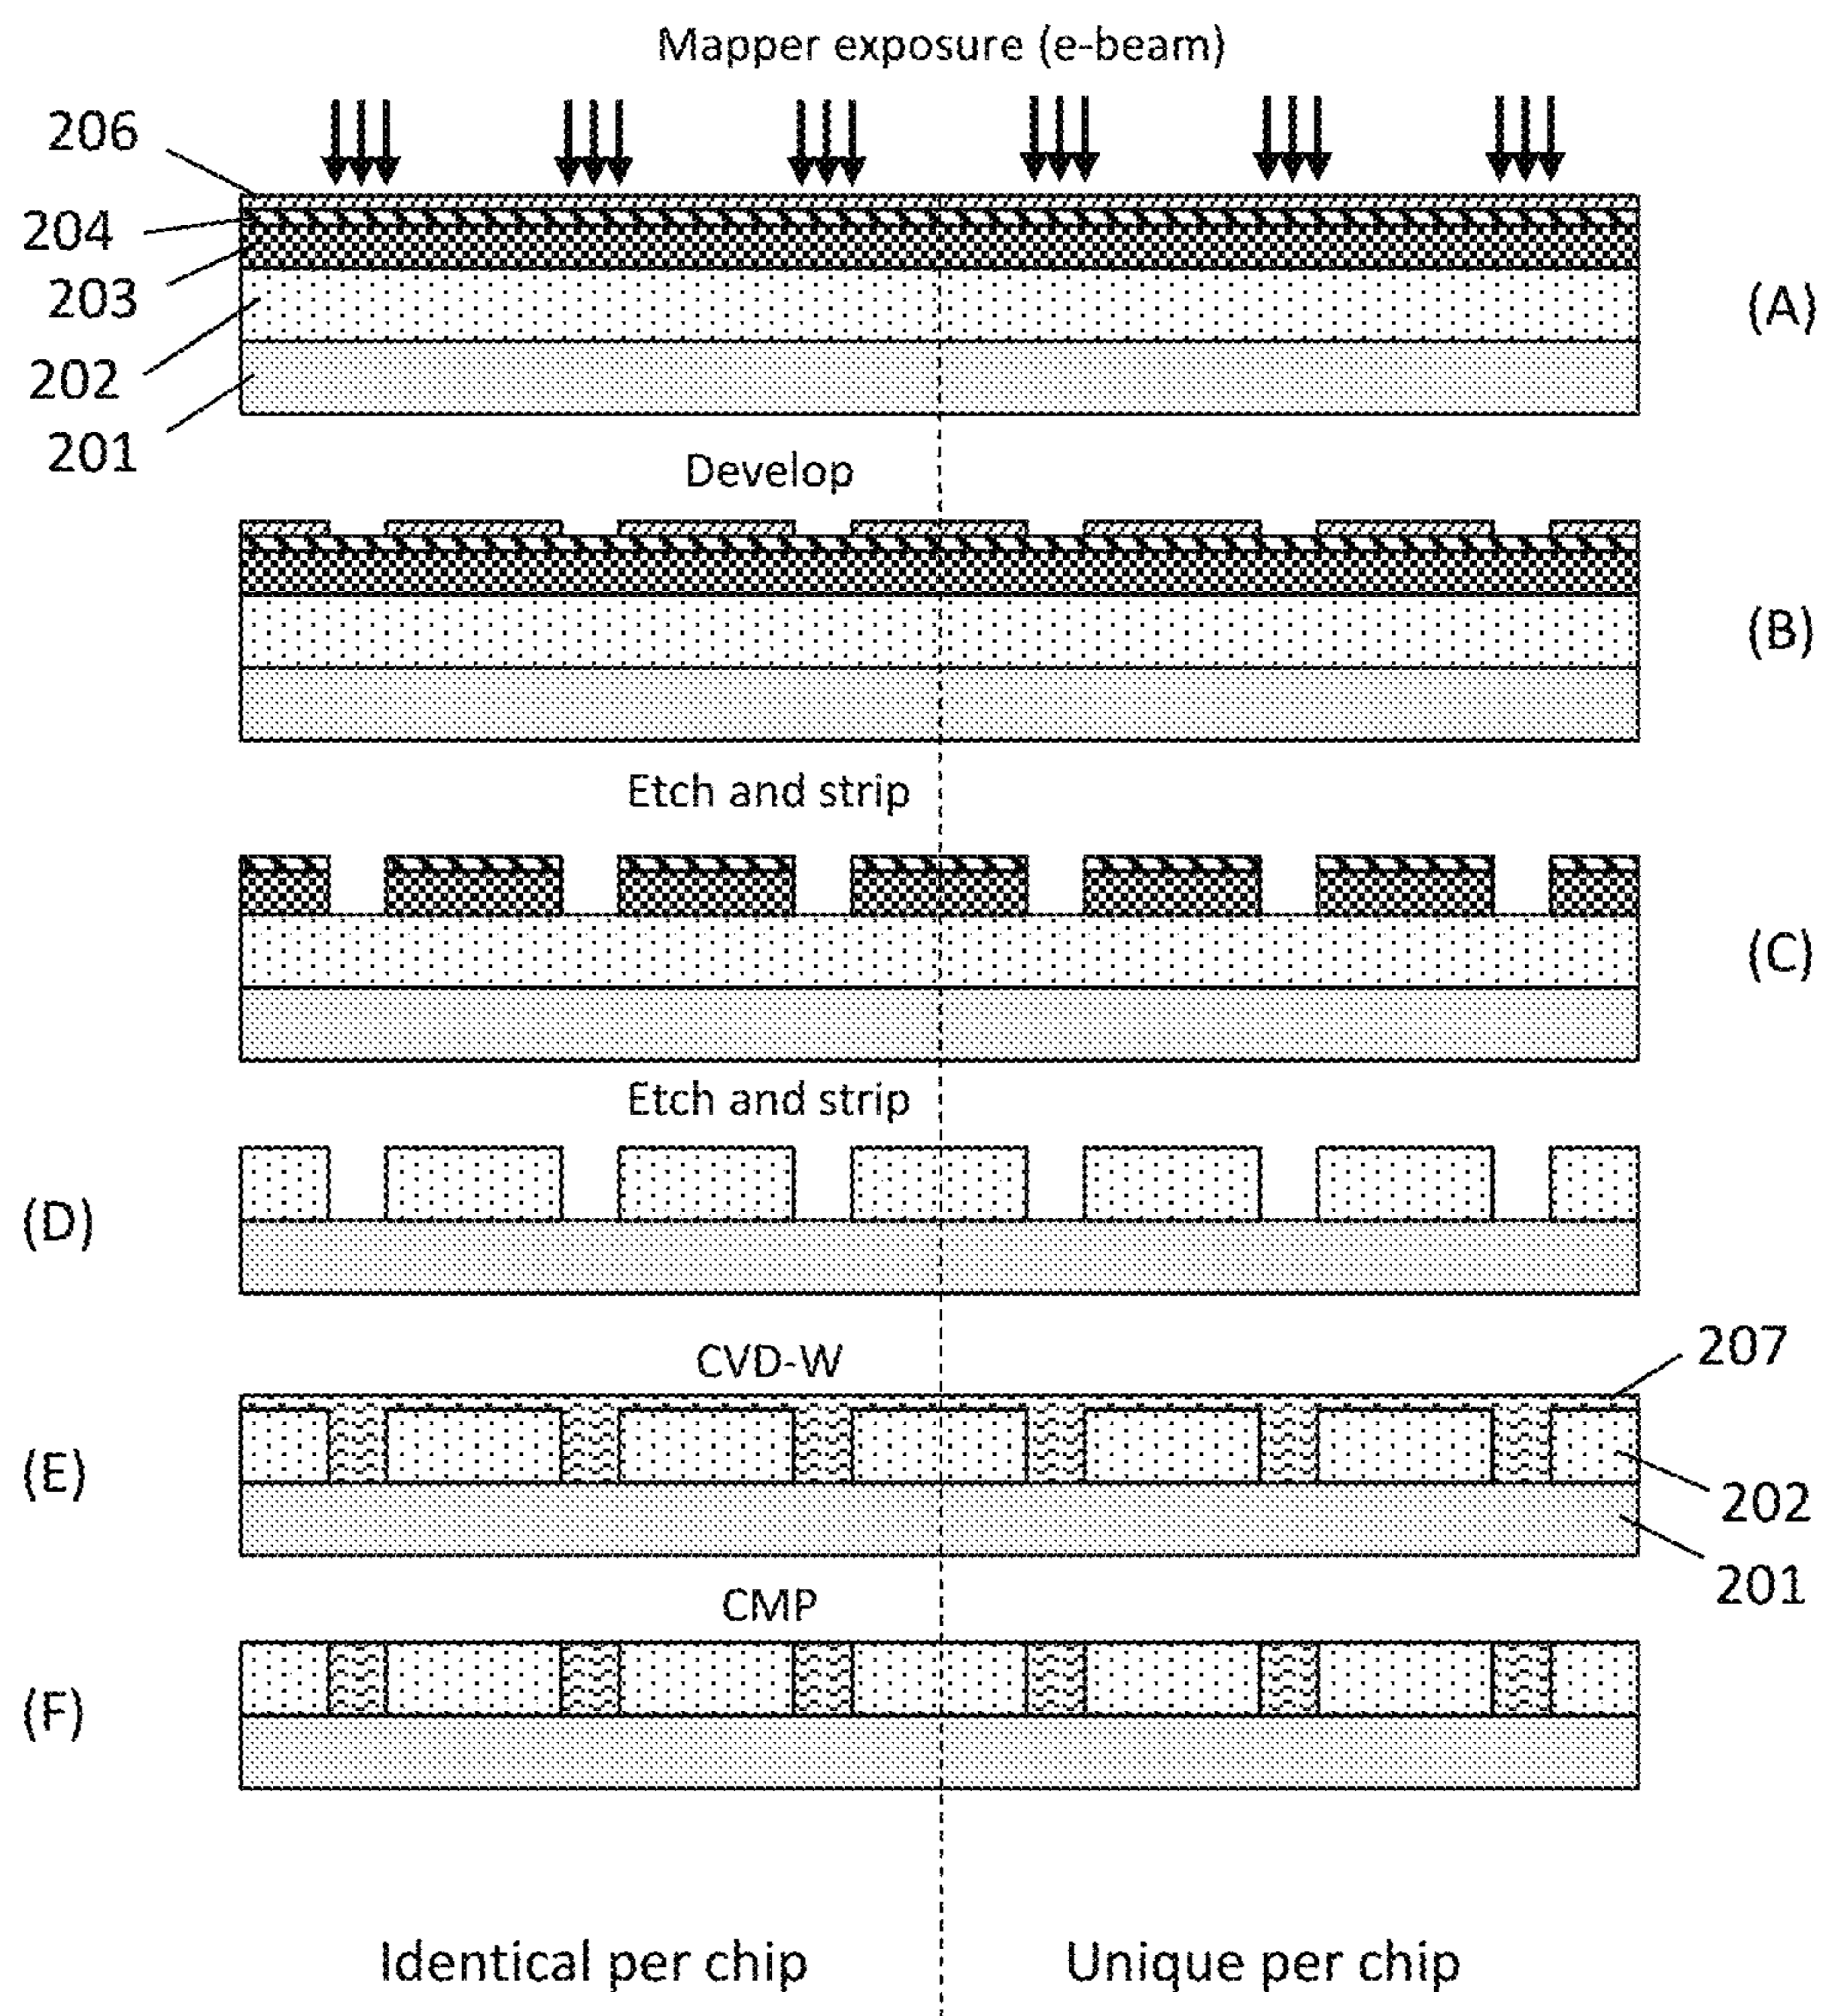 Mapper exposure (e-beam)
206
204
203
202
201
(A)
Develop
(B)
Etch and strip
(C)
Etch and strip
(D)
CVD-W
207
(E)
202
201
CMP
(F)
Identical per chip
Unique per chip